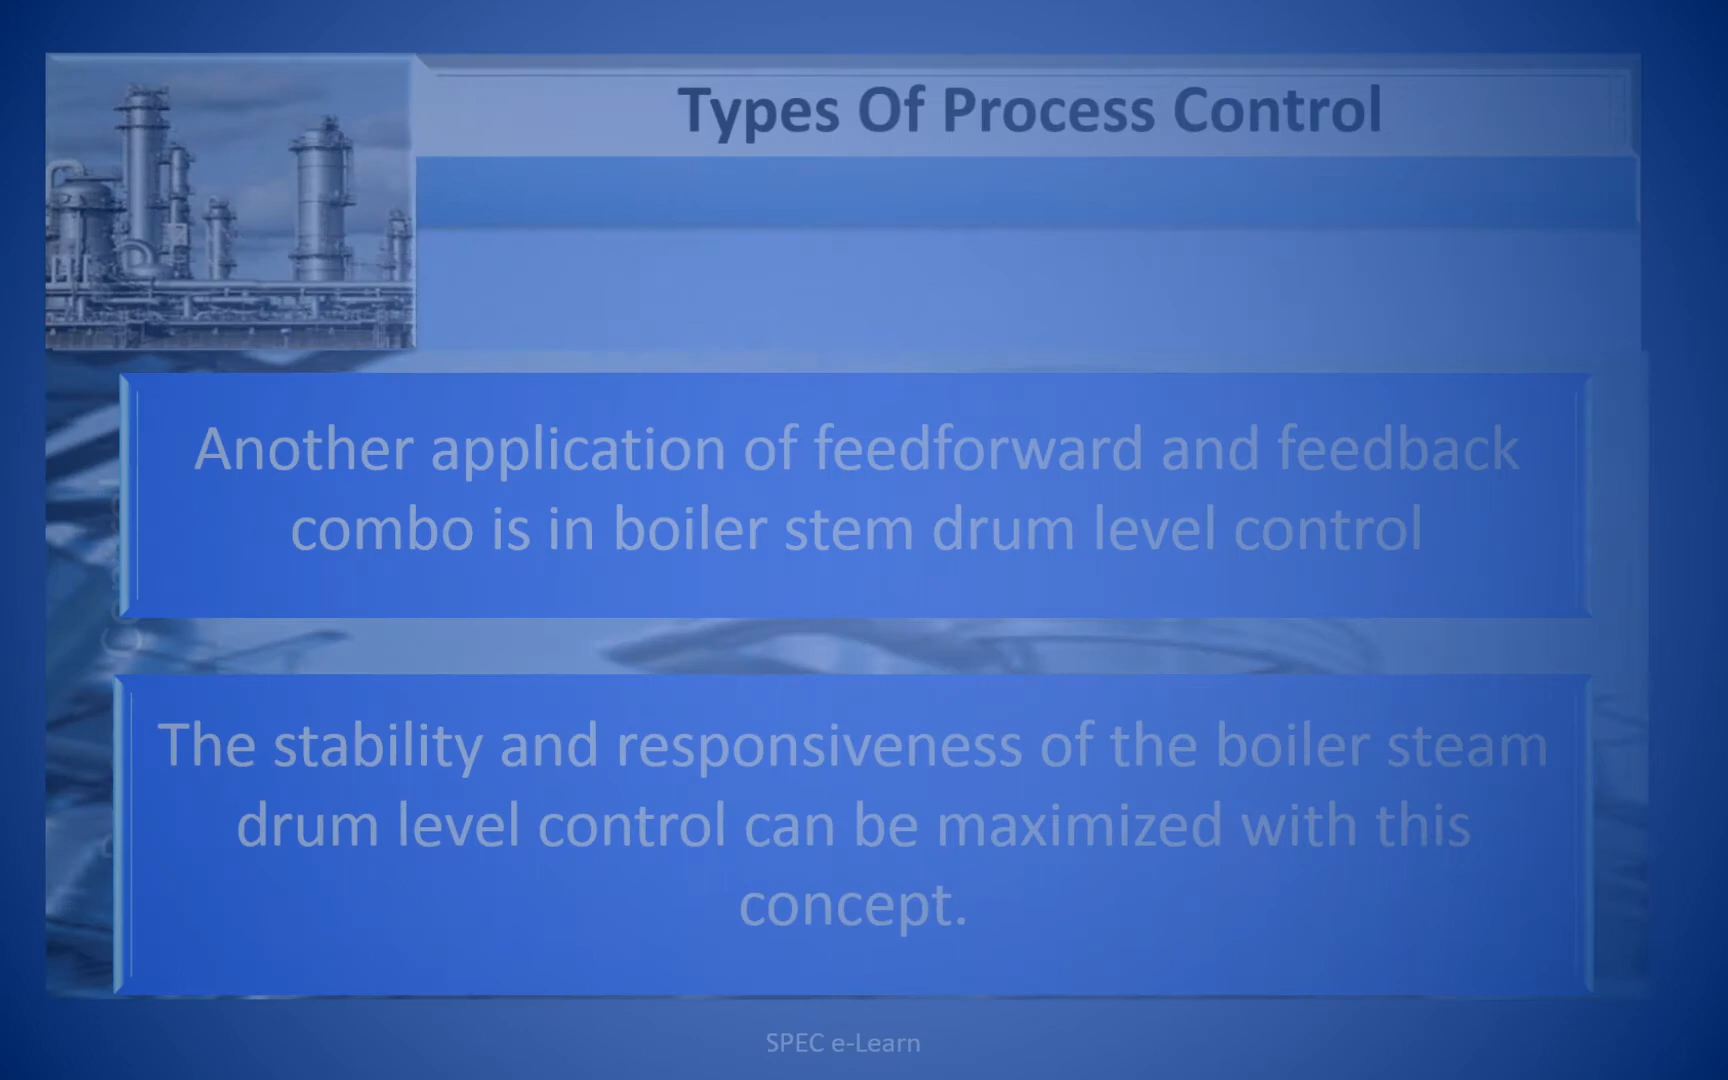 Types Of Process Control
Another application of feedforward and feedback
combo is in boiler stem drum level control
The stability and responsiveness of the boiler steam
drum level control can be maximized with this
concept.
SPEC e-Learn